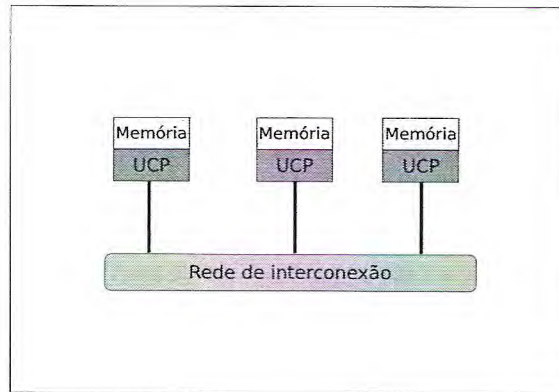 Memória
UCP
Memória
UCP
Memória
UCP
Rede de interconexão